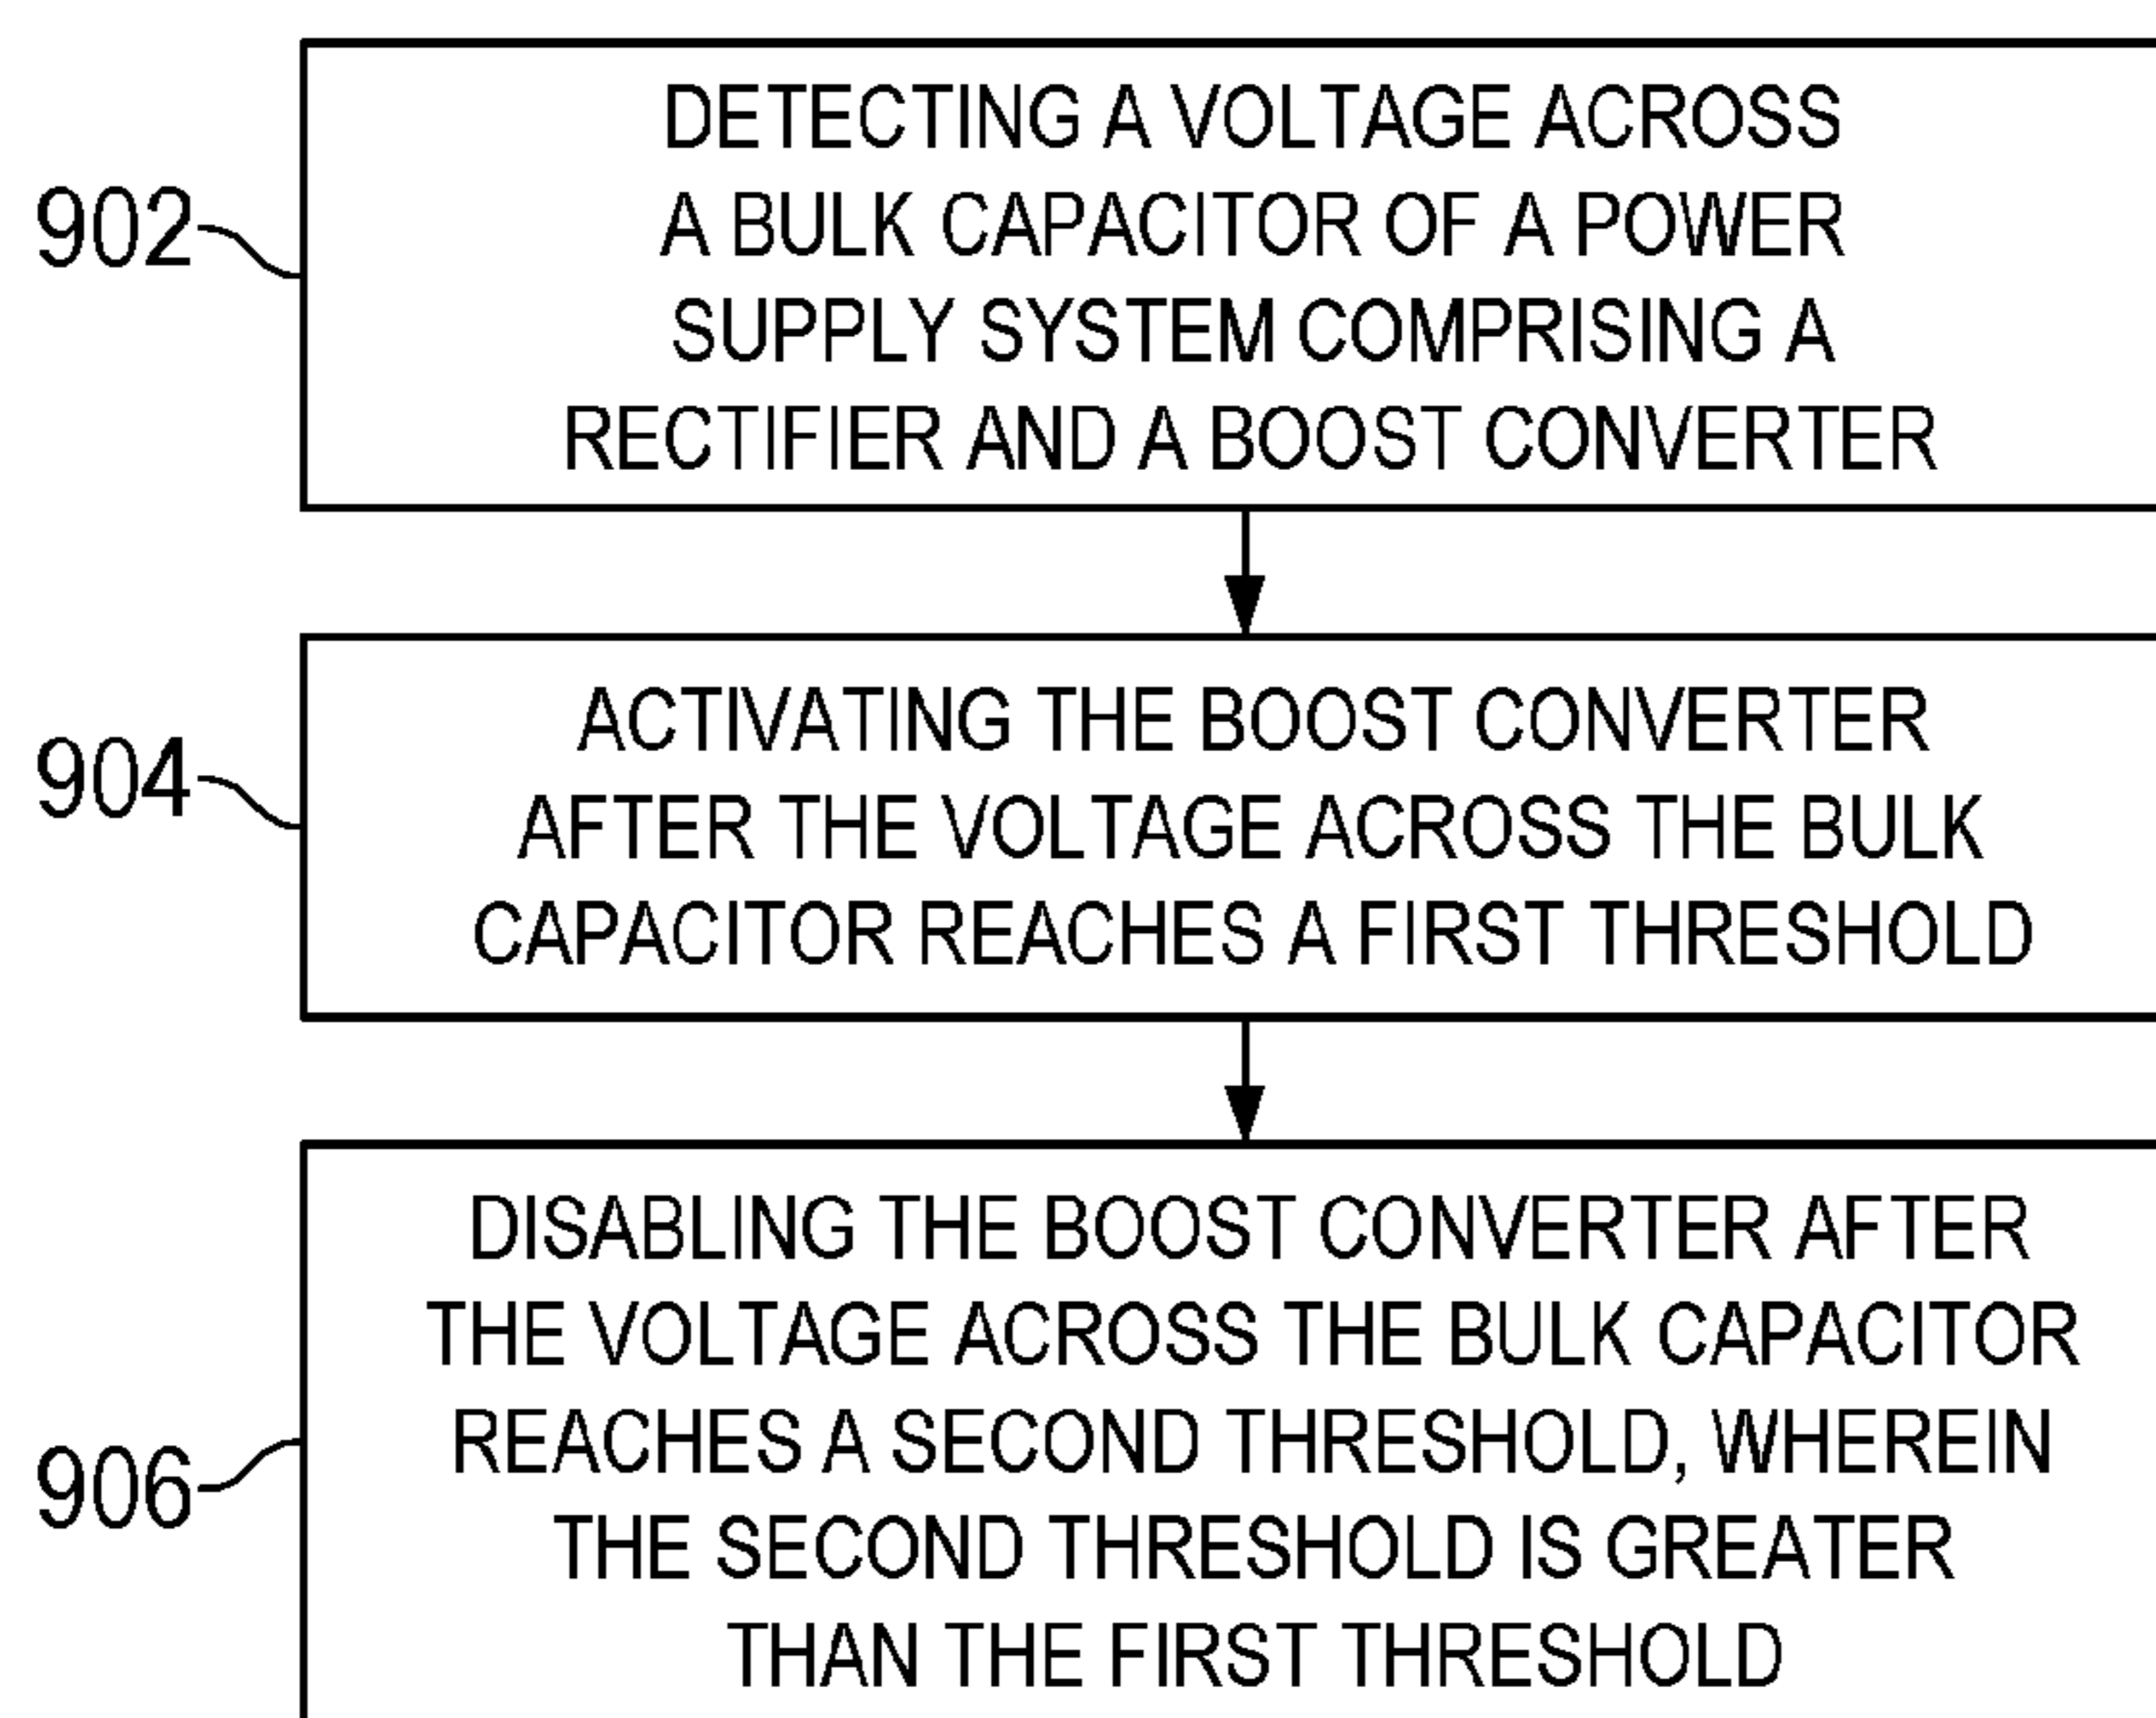 902
DETECTING A VOLTAGE ACROSS
A BULK CAPACITOR OF A POWER
SUPPLY SYSTEM COMPRISING A
RECTIFIER AND A BOOST CONVERTER
904
ACTIVATING THE BOOST CONVERTER
AFTER THE VOLTAGE ACROSS THE BULK
CAPACITOR REACHES A FIRST THRESHOLD
906
DISABLING THE BOOST CONVERTER AFTER
THE VOLTAGE ACROSS THE BULK CAPACITOR
REACHES A SECOND THRESHOLD, WHEREIN
THE SECOND THRESHOLD IS GREATER
THAN THE FIRST THRESHOLD